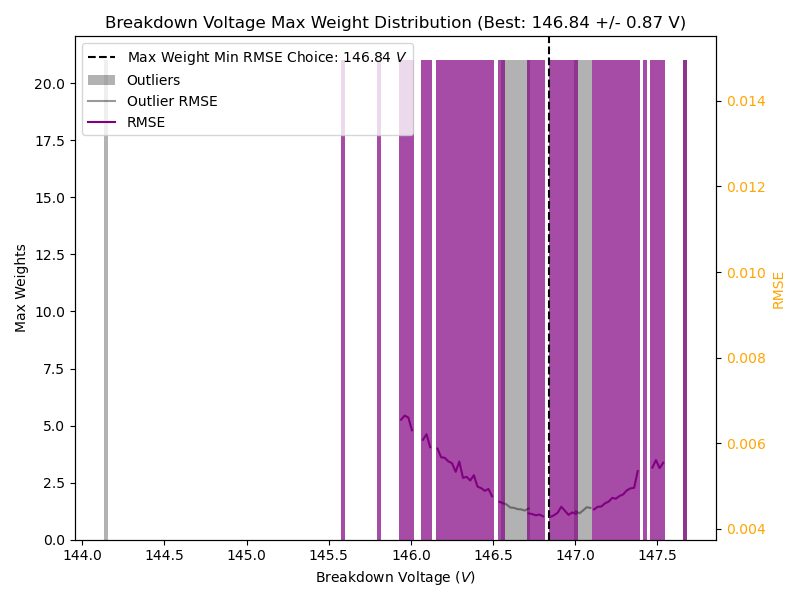 Breakdown Voltage Max Weight Distribution (Best: 146.84 +/- 0.87 V)
Max Weight Min RMSE Choice: 146.84 V
Outliers
Outlier RMSE
RMSE
20.0
17.5
15.0
12.5
10.0
7.5
5.0
2.5
0.0
Max Weights
0.014
0.012
0.010
0.008
0.006
0.004
RMSE
144.0 144.5 145.0 145.5 146.0 146.5 147.0 147.5
Breakdown Voltage (V)